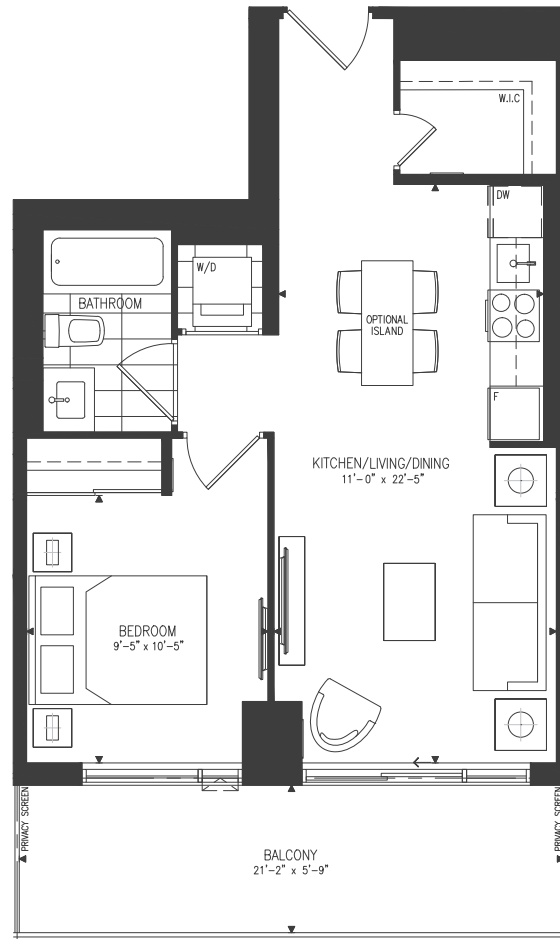 W.I.C
DW
W/D
BATHROOM
OPTIONAL
ISLAND
F
KITCHEN/LIVING/DINING
11'-0" x 22'-5"
BEDROOM
9'-5" x 10'-5"
PRIVACY SCREEN
PRIVACY SCREEN
BALCONY
21'-2" x 5'-9"